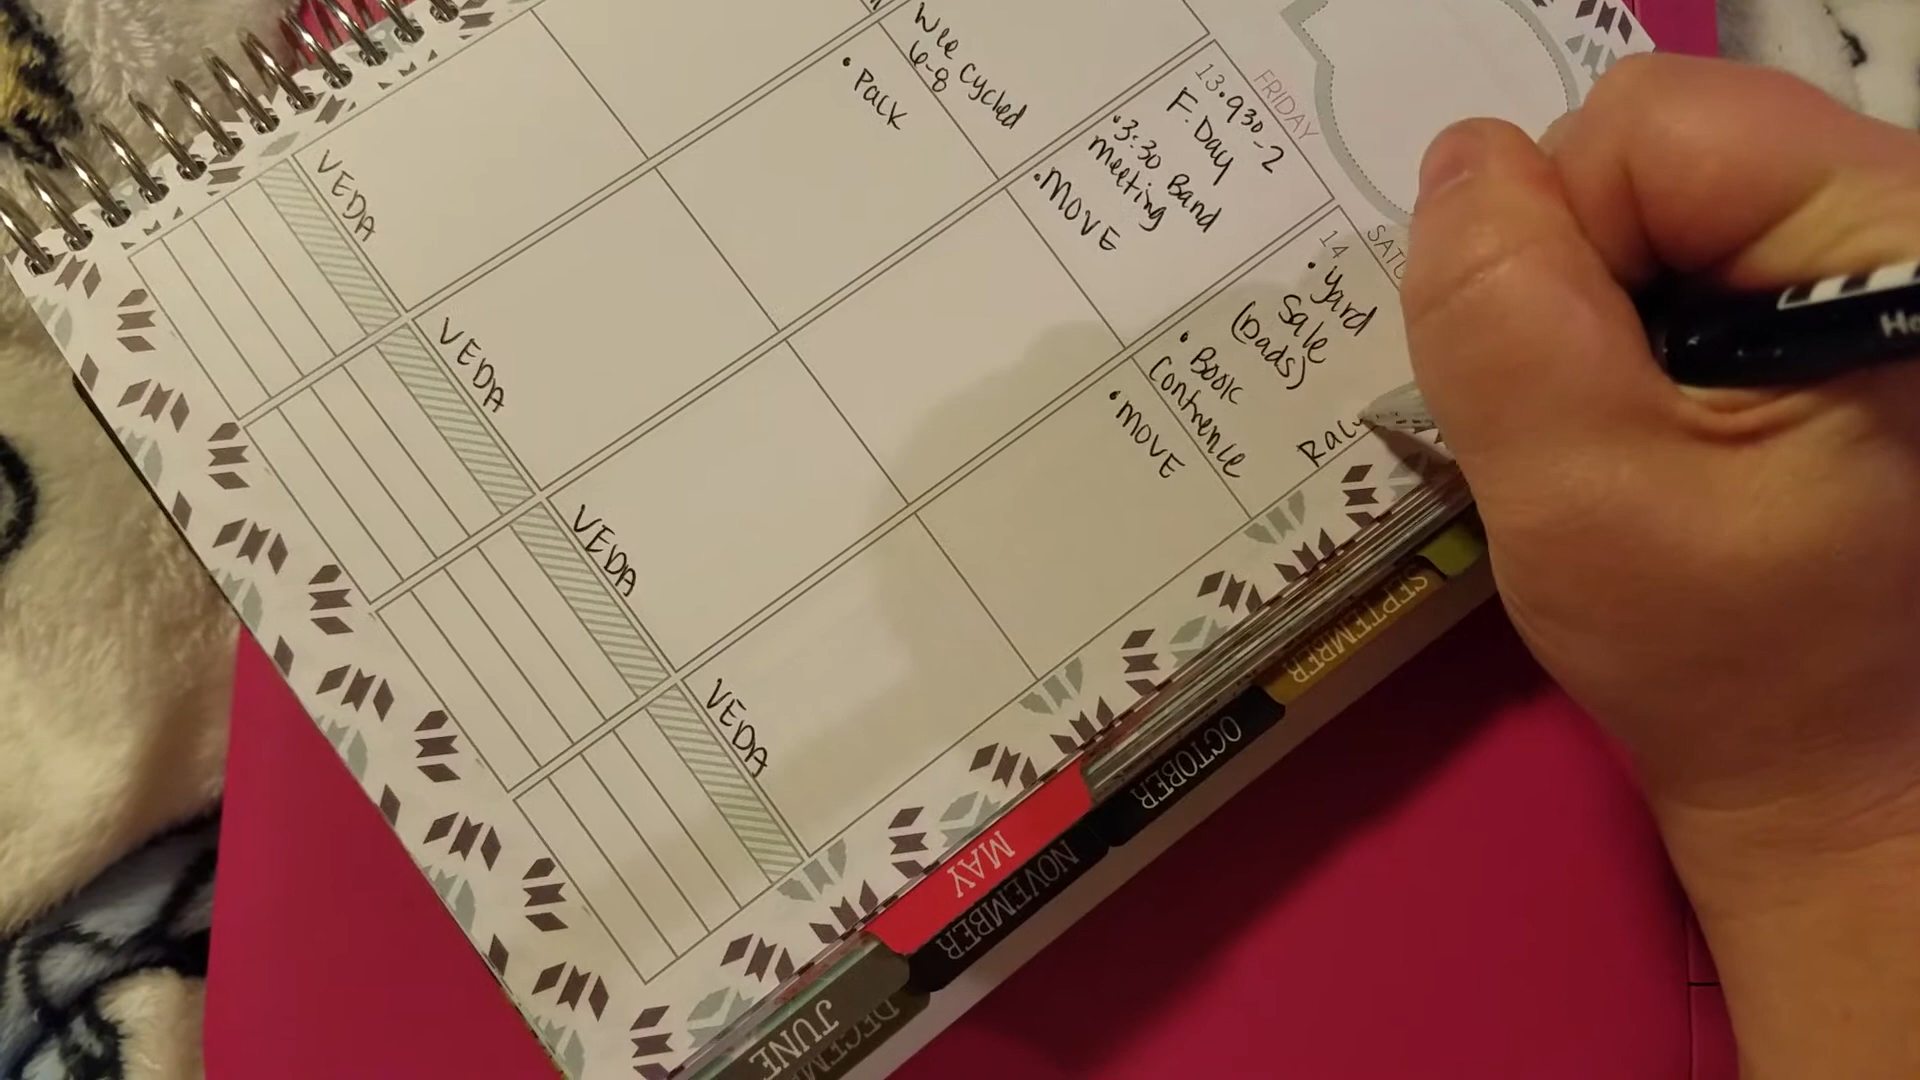 Wee Cycled
6-8
• Pack
FRIDAY
13 • 930-2
F. Day
• 3:30 Band
meeting
• MOVE
14
• Yard
Sale
(Dads)
• Book
Confrence
• MOVE
VEDA
VEDA
VEDA
VEDA
SEPTEMBER
OCTOBER
MAY
NOVEMBER
JUNE